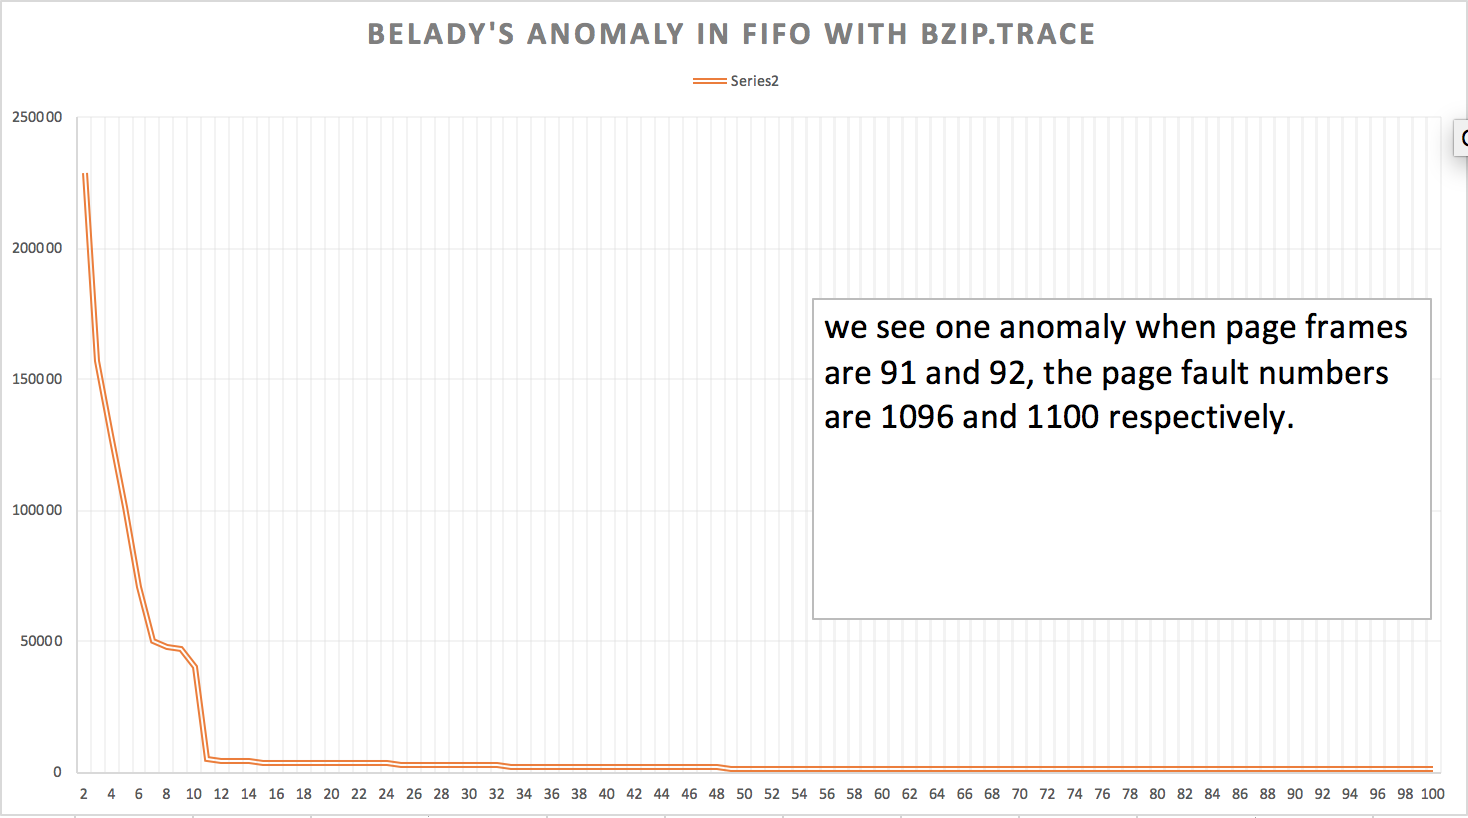 BELADY'S ANOMALY IN FIFO WITH BZIP.TRACE
Series2
250000
200000
150000
100000
50000
0
we see one anomaly when page frames
are 91 and 92, the page fault numbers
are 1096 and 1100 respectively.
2 4 6 8 10 12 14 16 18 20 22 24 26 28 30 32 34 36 38 40 42 44 46 48 50 52 54 56 58 60 62 64 66 68 70 72 74 76 78 80 82 84 86 88 90 92 94 96 98 100